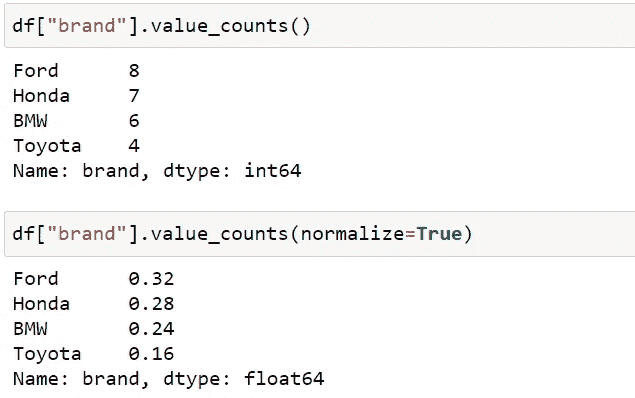 df["brand"].value_counts()
Ford      8
Honda     7
BMW       6
Toyota    4
Name: brand, dtype: int64
df["brand"].value_counts(normalize=True)
Ford      0.32
Honda     0.28
BMW       0.24
Toyota    0.16
Name: brand, dtype: float64